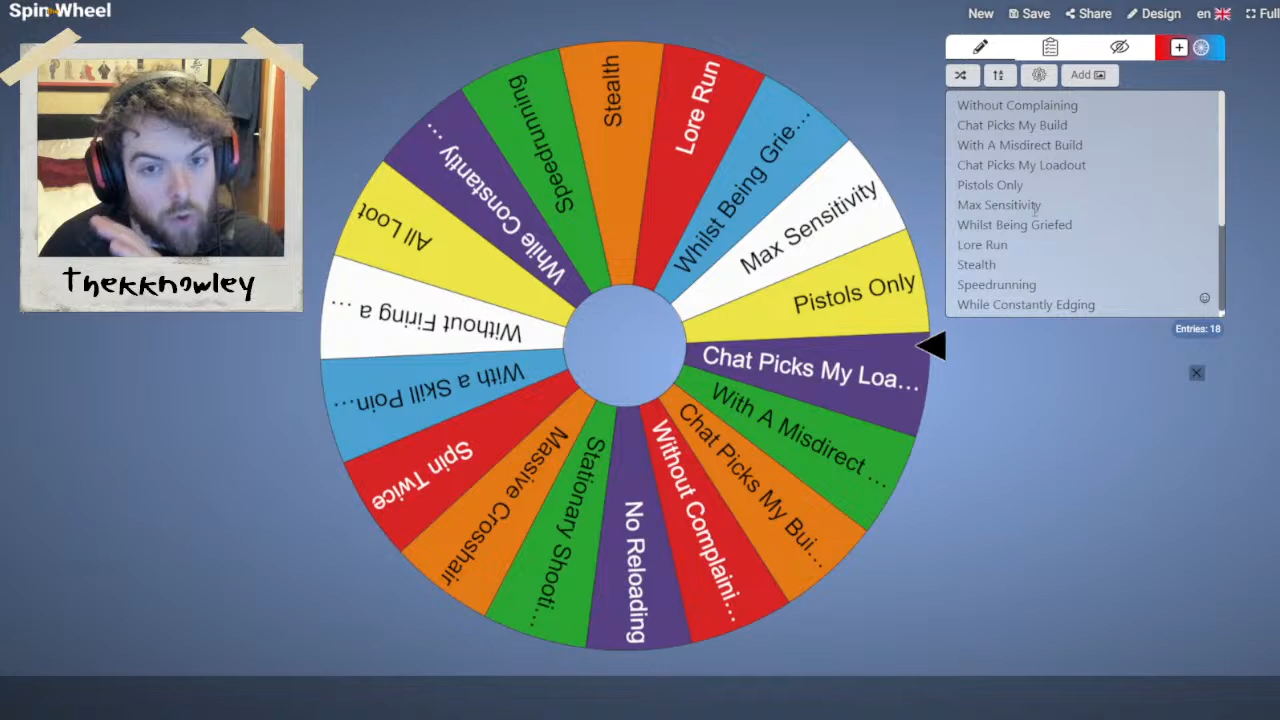 Spin the Wheel
New
Save
Share
Design
en
Full
Add
Without Complaining
Chat Picks My Build
With A Misdirect Build
Chat Picks My Loadout
Pistols Only
Max Sensitivity
Whilst Being Griefed
Lore Run
Stealth
Speedrunning
While Constantly Edging
Entries: 18
Thekknowley
Stealth
Lore Run
Whilst Being Grie...
Max Sensitivity
Pistols Only
Chat Picks My Loa...
With A Misdirect ...
Chat Picks My Bui...
Without Complaini...
No Reloading
Stationary Shooti...
Massive Crosshair
Spin Twice
With a Skill Poin...
Without Firing a ...
All Loot
While Constantly ...
Speedrunning